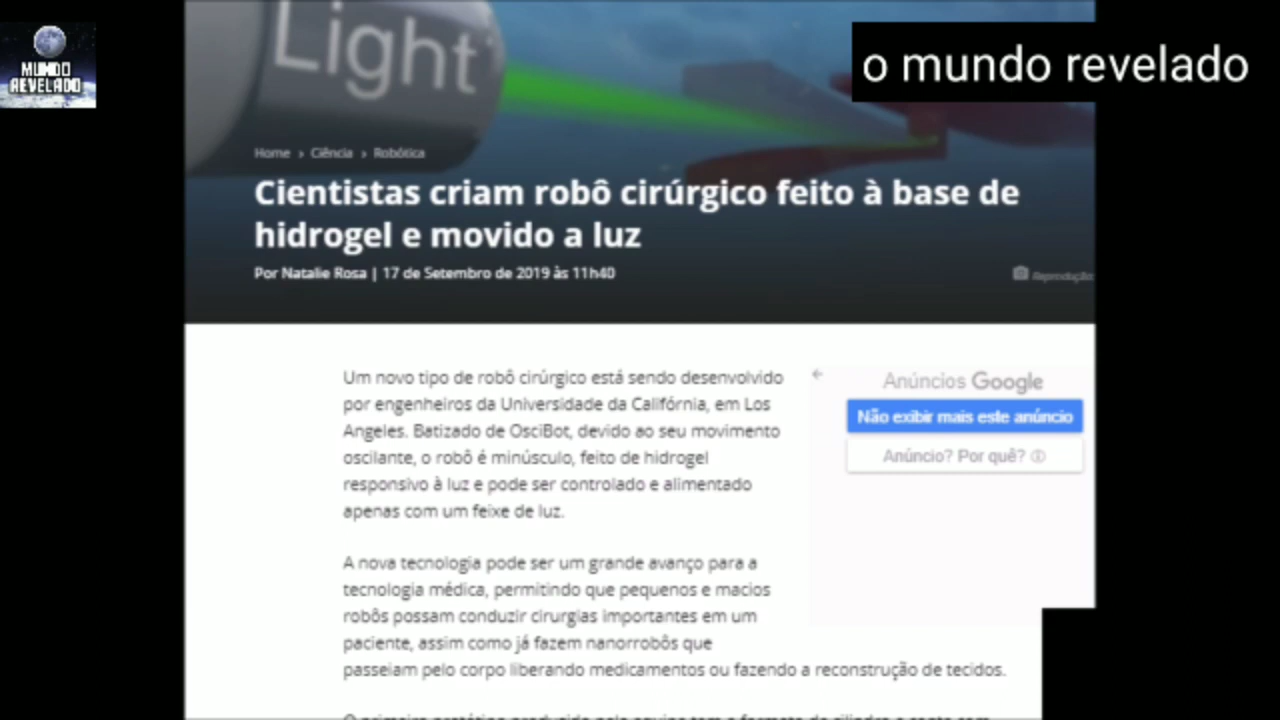 MUNDO
REVELADO
o mundo revelado
Light
Home › Ciência › Robótica
Cientistas criam robô cirúrgico feito à base de
hidrogel e movido a luz
Por Natalie Rosa | 17 de Setembro de 2019 às 11h40
Reprodução
Um novo tipo de robô cirúrgico está sendo desenvolvido
por engenheiros da Universidade da Califórnia, em Los
Angeles. Batizado de OsciBot, devido ao seu movimento
oscilante, o robô é minúsculo, feito de hidrogel
responsivo à luz e pode ser controlado e alimentado
apenas com um feixe de luz.
Anúncios Google
Não exibir mais este anúncio
Anúncio? Por quê?
A nova tecnologia pode ser um grande avanço para a
tecnologia médica, permitindo que pequenos e macios
robôs possam conduzir cirurgias importantes em um
paciente, assim como já fazem nanorrobôs que
passeiam pelo corpo liberando medicamentos ou fazendo a reconstrução de tecidos.